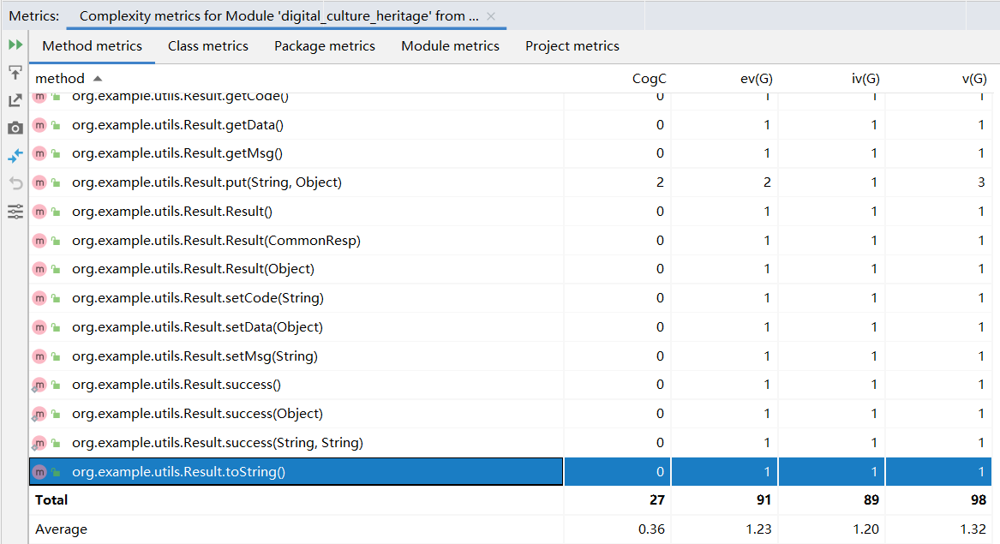 Metrics: Complexity metrics for Module 'digital_culture_heritage' from ...
Method metrics Class metrics Package metrics Module metrics Project metrics
method CogC ev(G) iv(G) v(G)
org.example.utils.Result.getCode() 0 1 1 1
org.example.utils.Result.getData() 0 1 1 1
org.example.utils.Result.getMsg() 0 1 1 1
org.example.utils.Result.put(String, Object) 2 2 1 3
org.example.utils.Result.Result() 0 1 1 1
org.example.utils.Result.Result(CommonResp) 0 1 1 1
org.example.utils.Result.Result(Object) 0 1 1 1
org.example.utils.Result.setCode(String) 0 1 1 1
org.example.utils.Result.setData(Object) 0 1 1 1
org.example.utils.Result.setMsg(String) 0 1 1 1
org.example.utils.Result.success() 0 1 1 1
org.example.utils.Result.success(Object) 0 1 1 1
org.example.utils.Result.success(String, String) 0 1 1 1
org.example.utils.Result.toString() 0 1 1 1
Total 27 91 89 98
Average 0.36 1.23 1.20 1.32